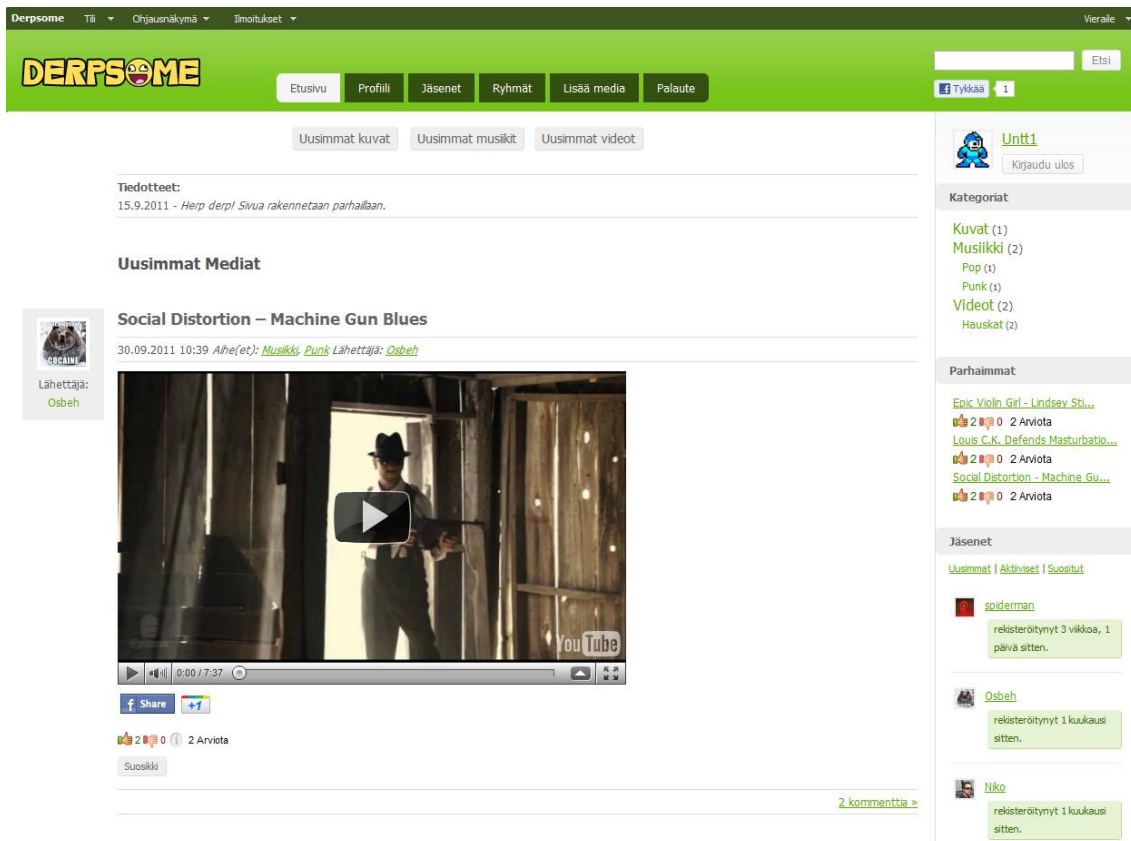 Derpsome Tili Ohjausnäkymä Ilmoitukset Vieraile
DERPSOME
Etusivu Profiili Jäsenet Ryhmät Lisää media Palaute
Etsi
Tykkää 1
Uusimmat kuvat Uusimmat musiikit Uusimmat videot
Tiedotteet:
15.9.2011 - Herp derp! Sivua rakennetaan parhaillaan.
Uusimmat Mediat
COCAINE
Lähettäjä:
Osbeh
Social Distortion – Machine Gun Blues
30.09.2011 10:39 Aihe(et): Musiikki, Punk Lähettäjä: Osbeh
YouTube
0:00 / 7:37
f Share +1
2 0 2 Arviota
Suosikki
2 kommenttia »
Untt1
Kirjaudu ulos
Kategoriat
Kuvat (1)
Musiikki (2)
Pop (1)
Punk (1)
Videot (2)
Hauskat (2)
Parhaimmat
Epic Violin Girl - Lindsey Sti...
2 0 2 Arviota
Louis C.K. Defends Masturbatio...
2 0 2 Arviota
Social Distortion - Machine Gu...
2 0 2 Arviota
Jäsenet
Uusimmat | Aktiiviset | Suositut
spiderman
rekisteröitynyt 3 viikkoa, 1
päivä sitten.
Osbeh
rekisteröitynyt 1 kuukausi
sitten.
Niko
rekisteröitynyt 1 kuukausi
sitten.